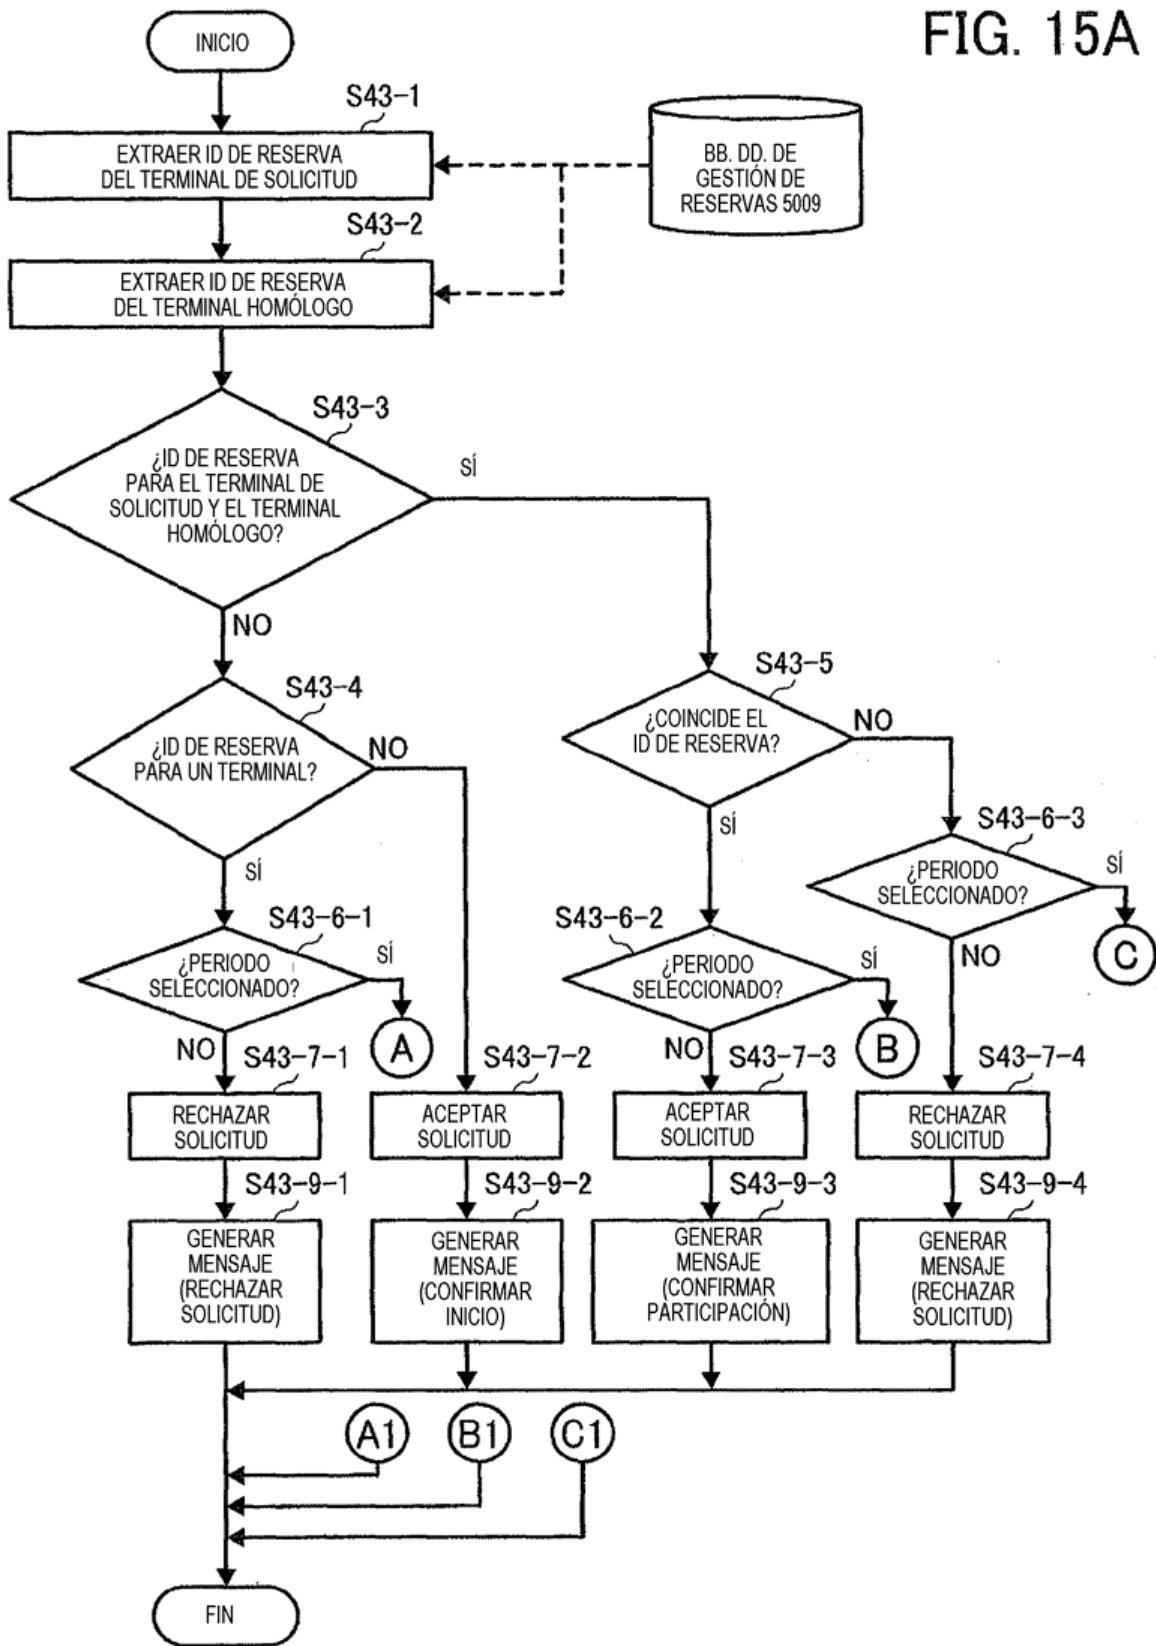 FIG. 15A
INICIO
S43-1
EXTRAER ID DE RESERVA
DEL TERMINAL DE SOLICITUD
BB. DD. DE
GESTIÓN DE
RESERVAS 5009
S43-2
EXTRAER ID DE RESERVA
DEL TERMINAL HOMÓLOGO
S43-3
¿ID DE RESERVA
PARA EL TERMINAL DE
SOLICITUD Y EL TERMINAL
HOMÓLOGO?
SÍ
NO
S43-4
¿ID DE RESERVA
PARA UN TERMINAL?
NO
SÍ
S43-5
¿COINCIDE EL
ID DE RESERVA?
NO
SÍ
S43-6-3
¿PERIODO
SELECCIONADO?
SÍ
C
NO
S43-6-1
¿PERIODO
SELECCIONADO?
SÍ
A
NO
S43-6-2
¿PERIODO
SELECCIONADO?
SÍ
B
NO
S43-7-1
RECHAZAR
SOLICITUD
S43-7-2
ACEPTAR
SOLICITUD
S43-7-3
ACEPTAR
SOLICITUD
S43-7-4
RECHAZAR
SOLICITUD
S43-9-1
GENERAR
MENSAJE
(RECHAZAR
SOLICITUD)
S43-9-2
GENERAR
MENSAJE
(CONFIRMAR
INICIO)
S43-9-3
GENERAR
MENSAJE
(CONFIRMAR
PARTICIPACIÓN)
S43-9-4
GENERAR
MENSAJE
(RECHAZAR
SOLICITUD)
A1
B1
C1
FIN